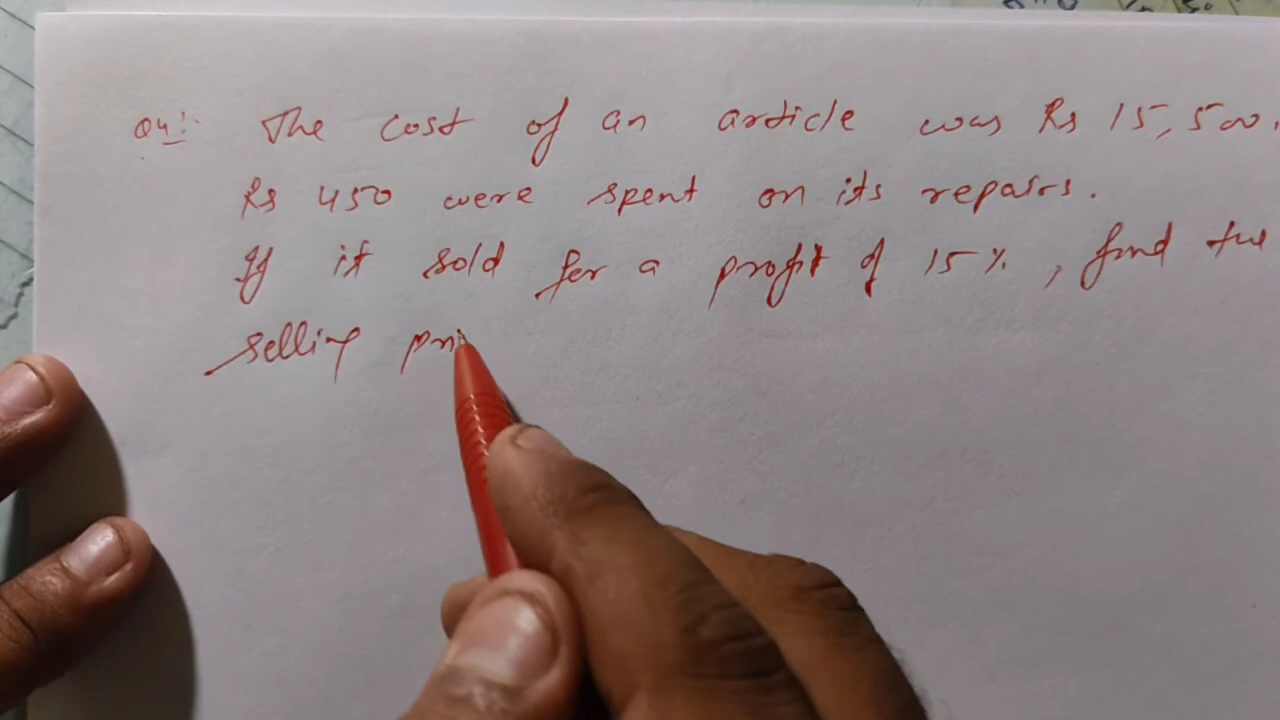 Q4:- The cost of an article was Rs 15,500.
Rs 450 were spent on its repairs.
If it sold for a profit of 15%, find the
selling pri